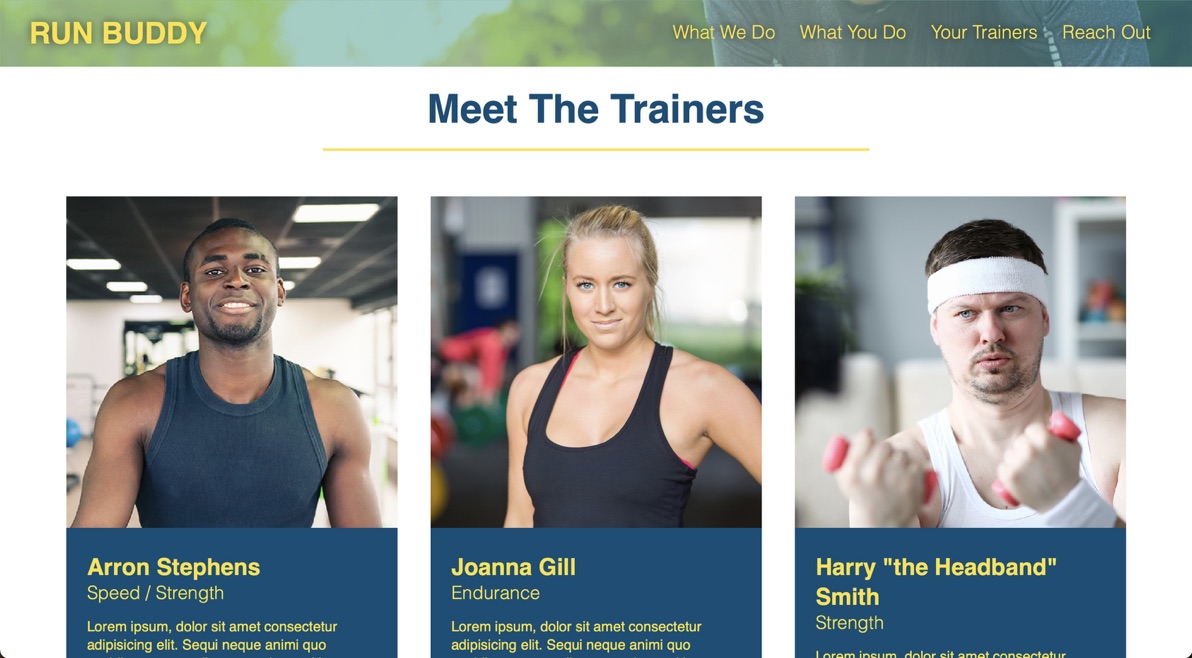 RUN BUDDY
What We Do
What You Do
Your Trainers
Reach Out
Meet The Trainers
Arron Stephens
Speed / Strength
Lorem ipsum, dolor sit amet consectetur
adipisicing elit. Sequi neque animi quo
Joanna Gill
Endurance
Lorem ipsum, dolor sit amet consectetur
adipisicing elit. Sequi neque animi quo
Harry "the Headband"
Smith
Strength
Lorem ipsum, dolor sit amet consectetur